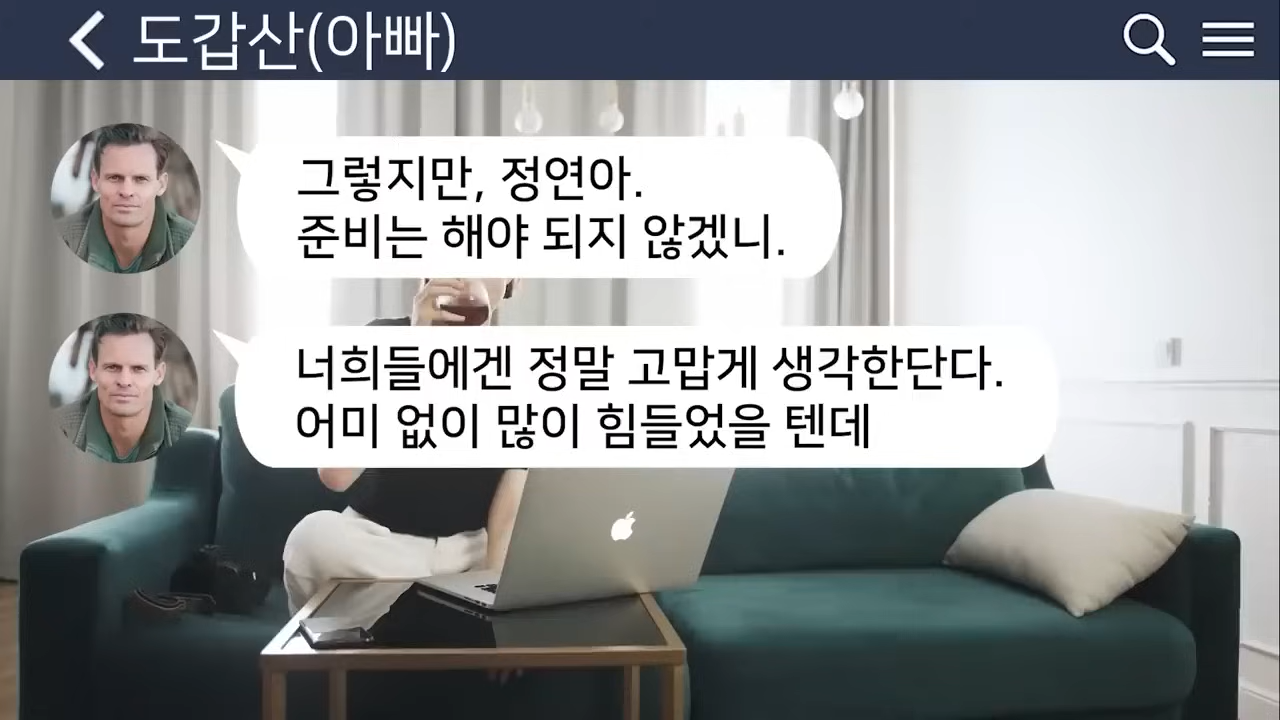 도갑산(아빠)
그렇지만, 정연아.
준비는 해야 되지 않겠니.
너희들에겐 정말 고맙게 생각한단다.
어미 없이 많이 힘들었을 텐데